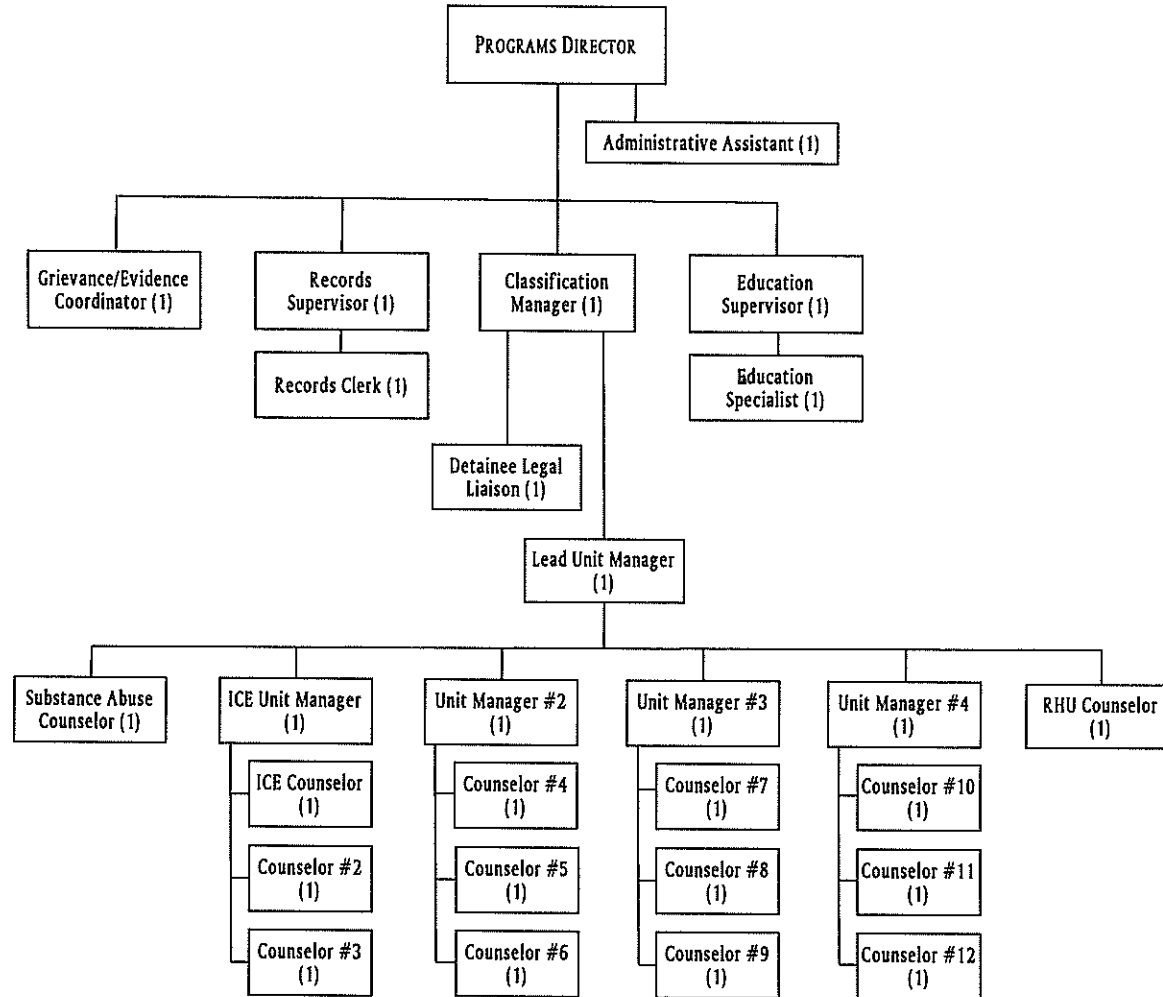 PROGRAMS DIRECTOR
Administrative Assistant (1)
Grievance/Evidence
Coordinator (1)
Records
Supervisor (1)
Classification
Manager (1)
Education
Supervisor (1)
Records Clerk (1)
Education
Specialist (1)
Detainee Legal
Liaison (1)
Lead Unit Manager
(1)
Substance Abuse
Counselor (1)
ICE Unit Manager
(1)
Unit Manager #2
(1)
Unit Manager #3
(1)
Unit Manager #4
(1)
RHU Counselor
(1)
ICE Counselor
(1)
Counselor #4
(1)
Counselor #7
(1)
Counselor #10
(1)
Counselor #2
(1)
Counselor #5
(1)
Counselor #8
(1)
Counselor #11
(1)
Counselor #3
(1)
Counselor #6
(1)
Counselor #9
(1)
Counselor #12
(1)